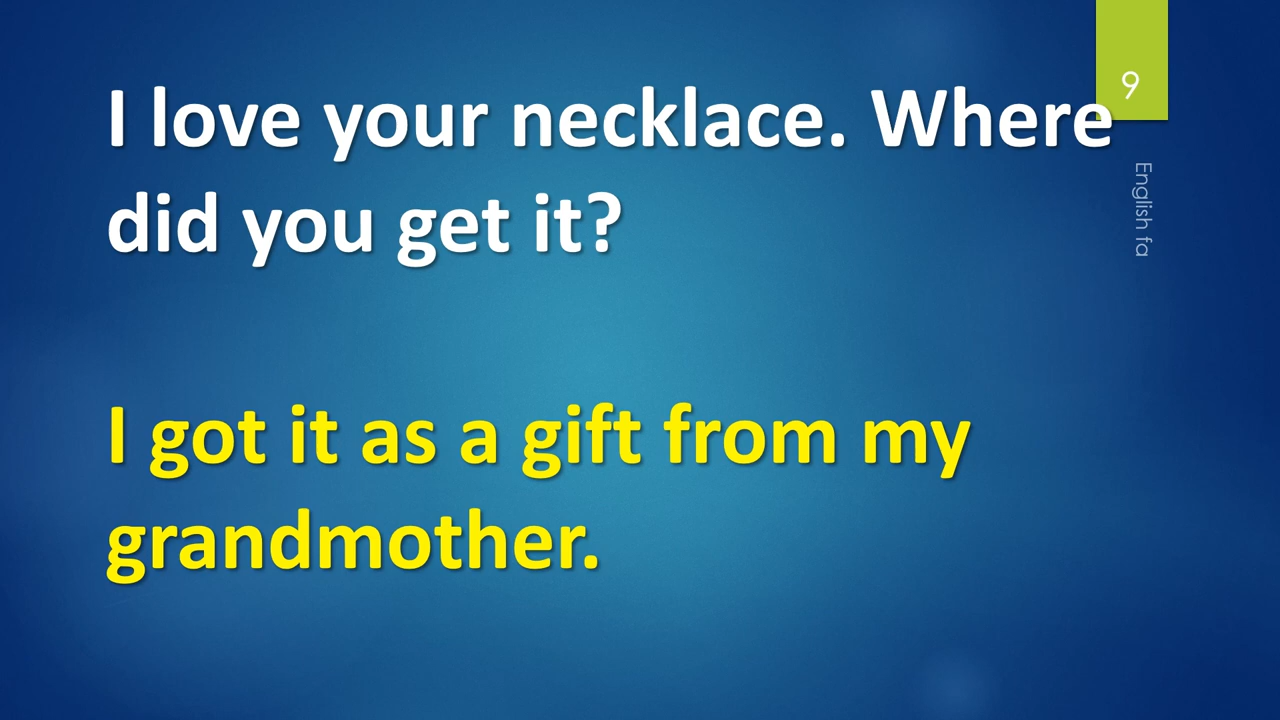 9
I love your necklace. Where
did you get it?
English fa
I got it as a gift from my
grandmother.